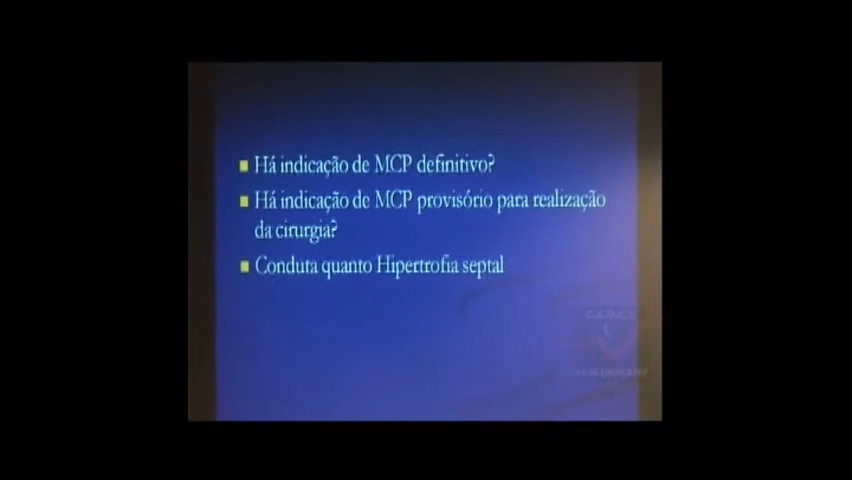 Há indicação de MCP definitivo?
Há indicação de MCP provisório para realização
da cirurgia?
Conduta quanto Hipertrofia septal